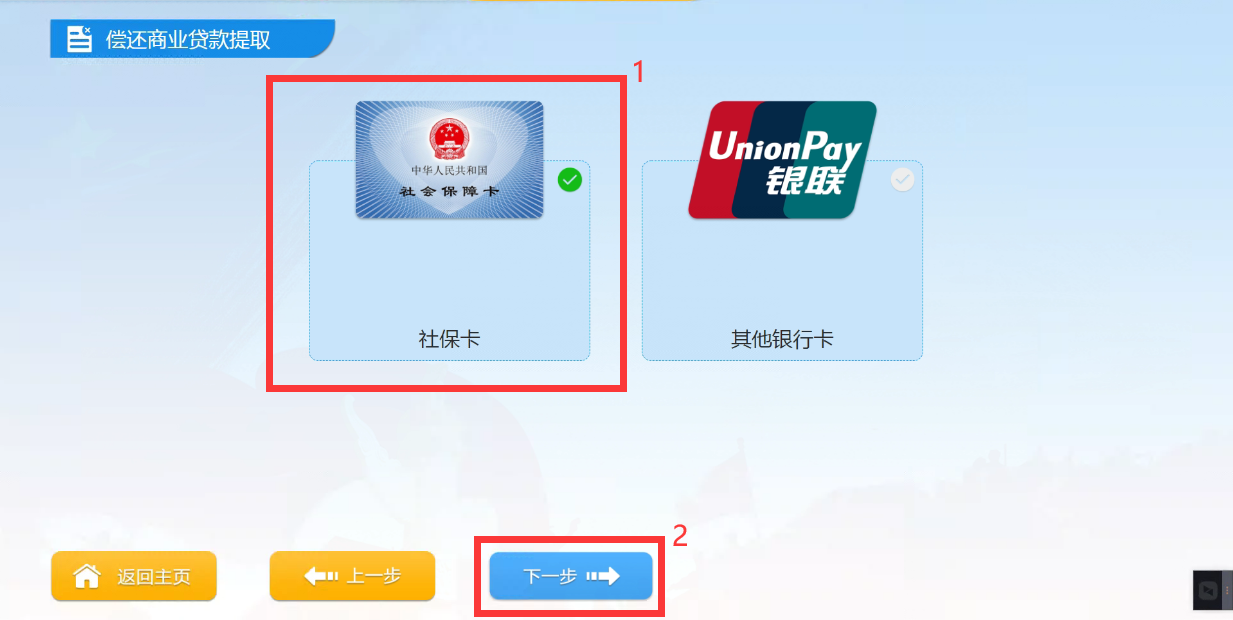 偿还商业贷款提取
1
中华人民共和国
社会保障卡
UnionPay
银联
社保卡
其他银行卡
2
返回主页
上一步
下一步